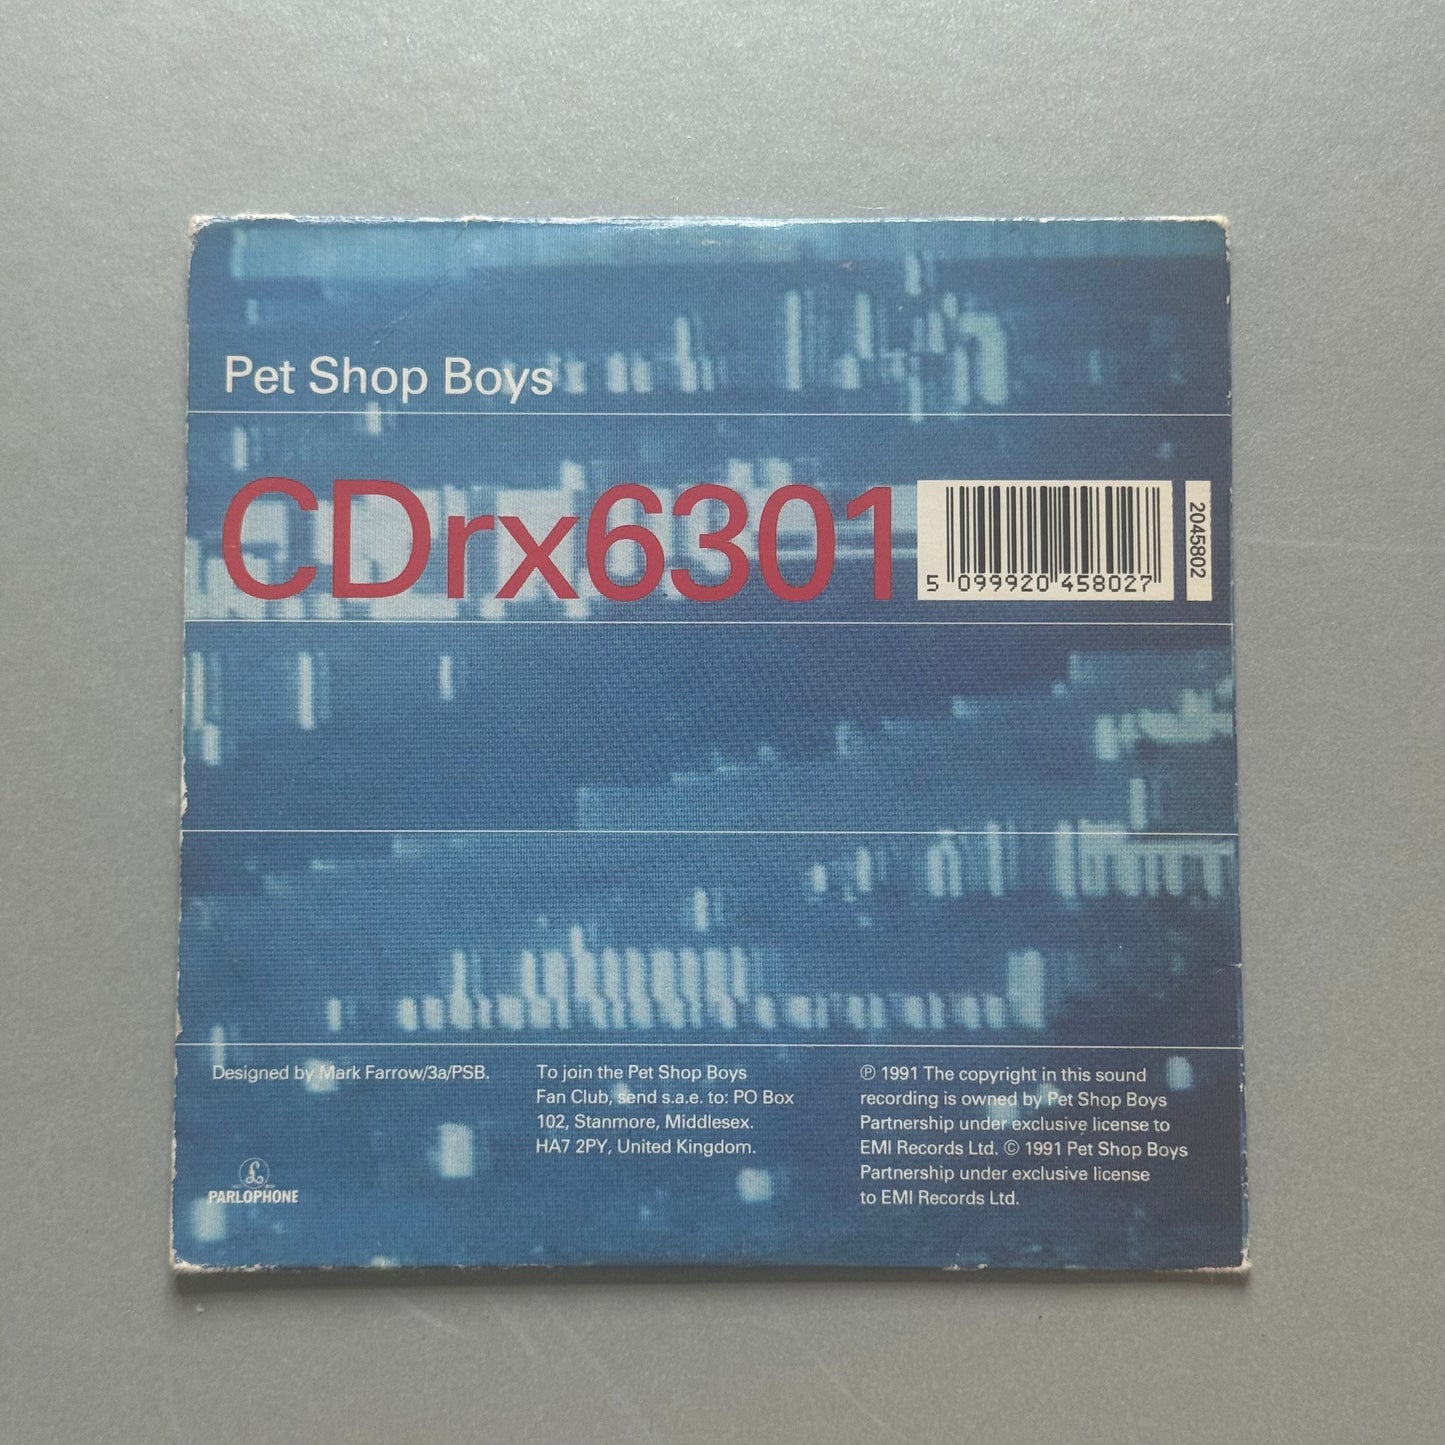 Pet Shop Boys
CDrx6301
5 099920 458027
2045802
Designed by Mark Farrow/3a/PSB.
To join the Pet Shop Boys
Fan Club, send s.a.e. to: PO Box
102, Stanmore, Middlesex.
HA7 2PY, United Kingdom.
℗ 1991 The copyright in this sound
recording is owned by Pet Shop Boys
Partnership under exclusive license to
EMI Records Ltd. © 1991 Pet Shop Boys
Partnership under exclusive license
to EMI Records Ltd.
£
PARLOPHONE